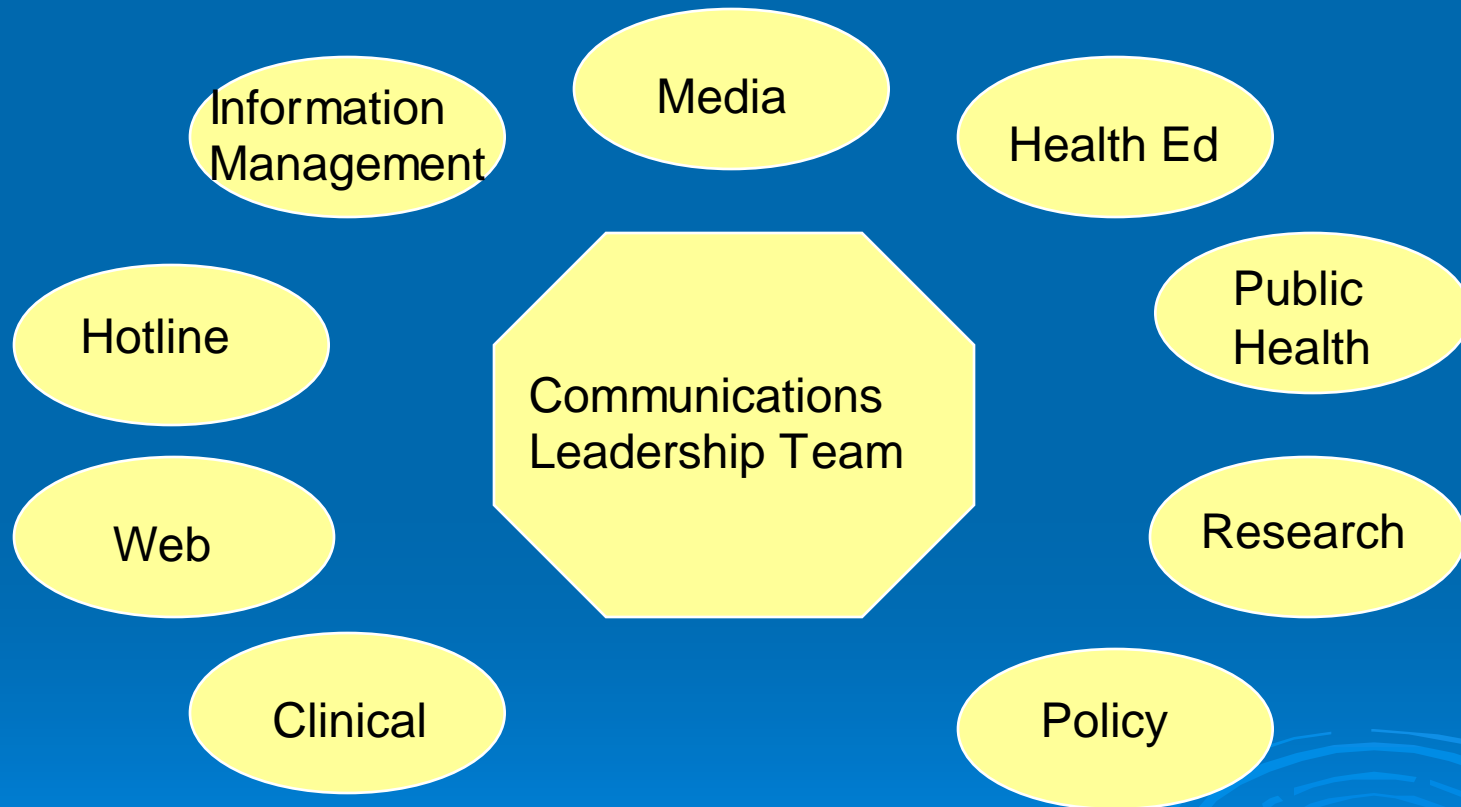 Media
Information
Management
Health Ed
Public
Health
Hotline
Communications
Leadership Team
Web
Research
Clinical
Policy